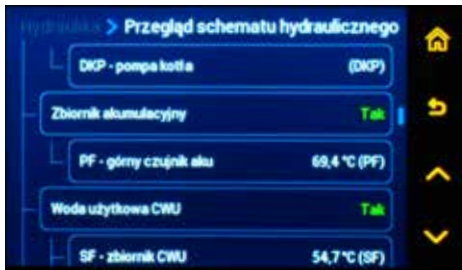 Hydraulika > Przegląd schematu hydraulicznego
DKP - pompa kotła (DKP)
Zbiornik akumulacyjny Tak
PF - górny czujnik aku 69,4 °C (PF)
Woda użytkowa CWU Tak
SF - zbiornik CWU 54,7 °C (SF)